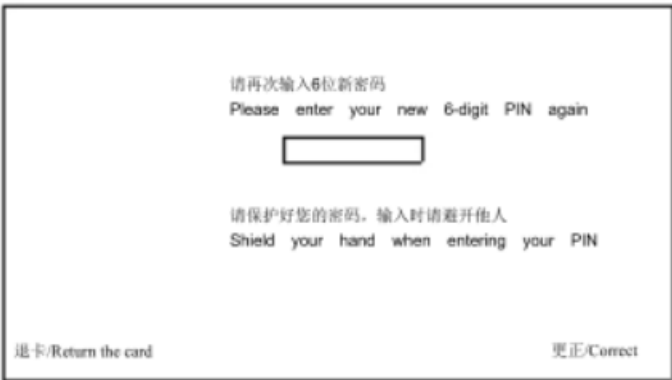 请再次输入6位新密码
Please enter your new 6-digit PIN again
请保护好您的密码，输入时请避开他人
Shield your hand when entering your PIN
退卡/Return the card
更正/Correct